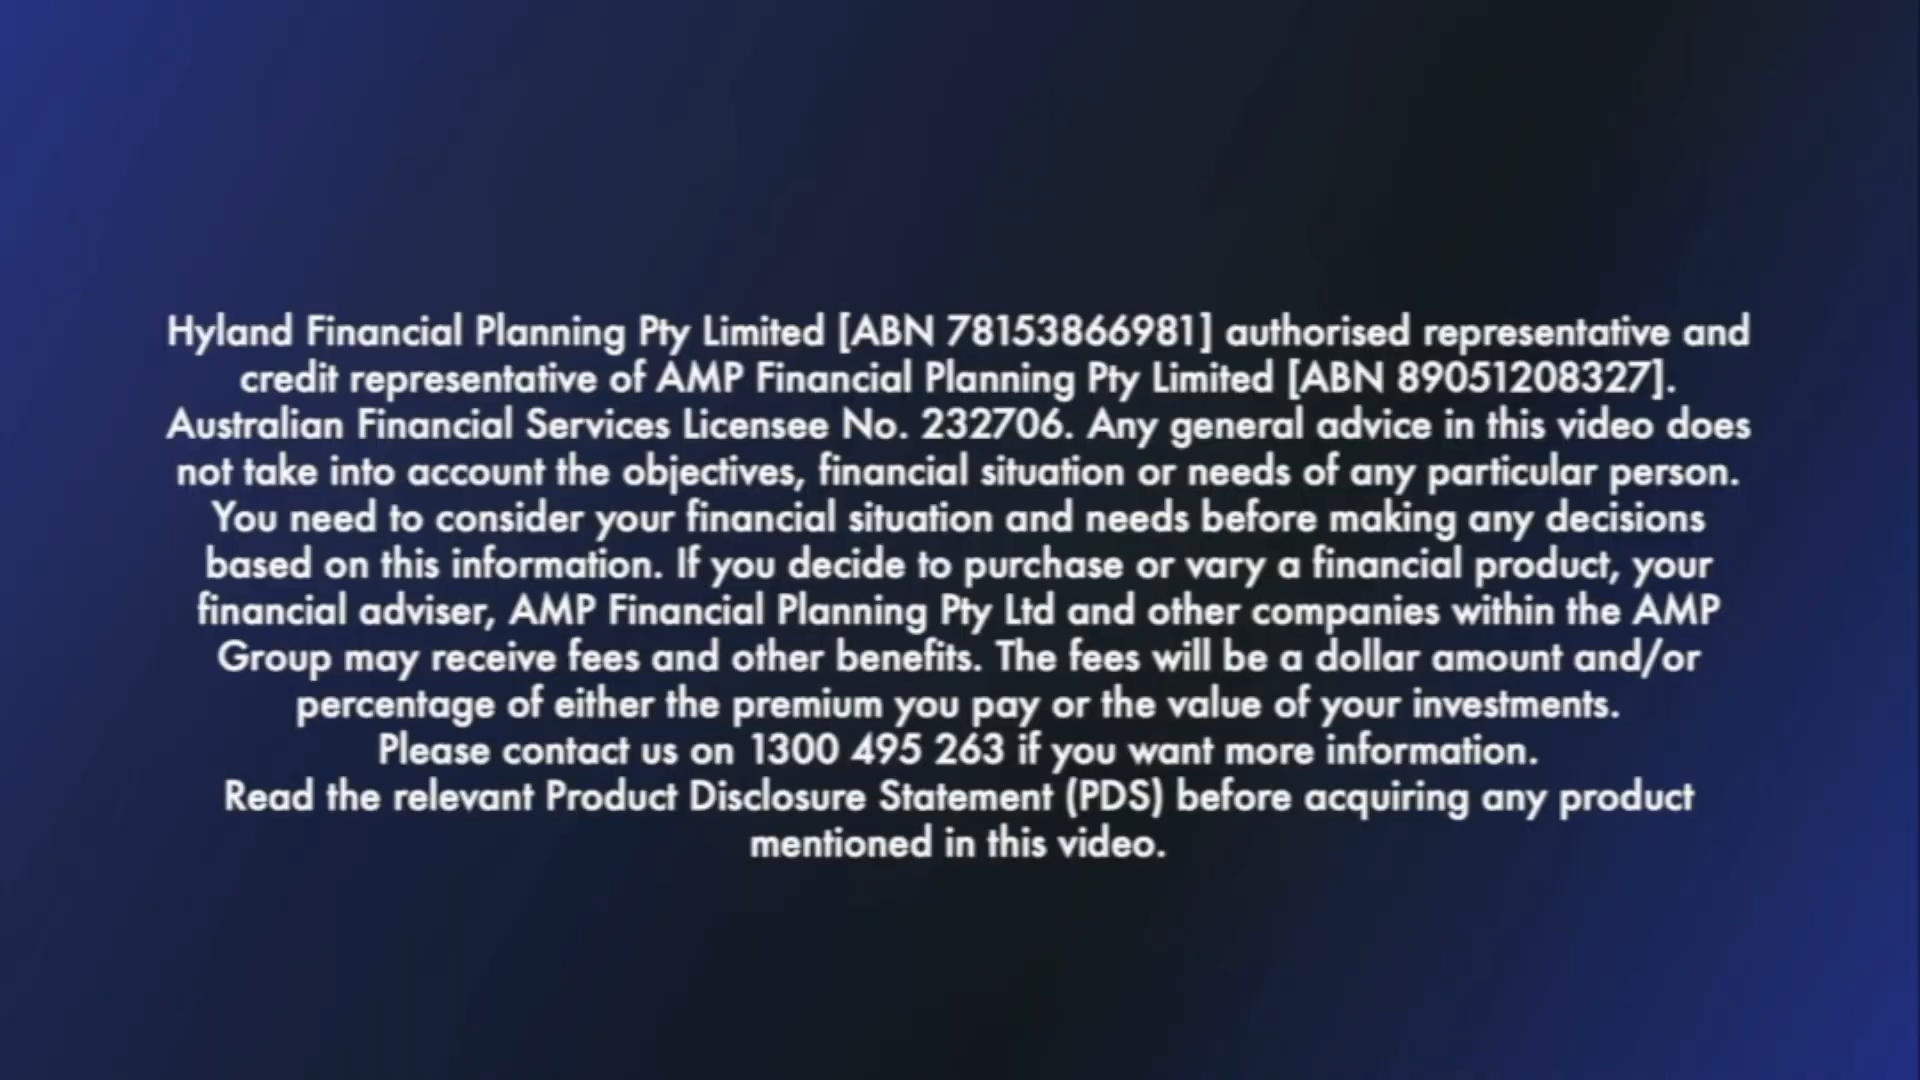 Hyland Financial Planning Pty Limited [ABN 78153866981] authorised representative and
credit representative of AMP Financial Planning Pty Limited [ABN 89051208327].
Australian Financial Services Licensee No. 232706. Any general advice in this video does
not take into account the objectives, financial situation or needs of any particular person.
You need to consider your financial situation and needs before making any decisions
based on this information. If you decide to purchase or vary a financial product, your
financial adviser, AMP Financial Planning Pty Ltd and other companies within the AMP
Group may receive fees and other benefits. The fees will be a dollar amount and/or
percentage of either the premium you pay or the value of your investments.
Please contact us on 1300 495 263 if you want more information.
Read the relevant Product Disclosure Statement (PDS) before acquiring any product
mentioned in this video.